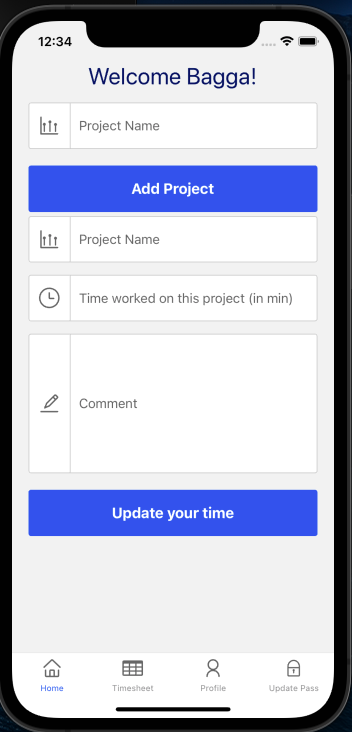 12:34
Welcome Bagga!
Project Name
Add Project
Project Name
Time worked on this project (in min)
Comment
Update your time
Home
Timesheet
Profile
Update Pass